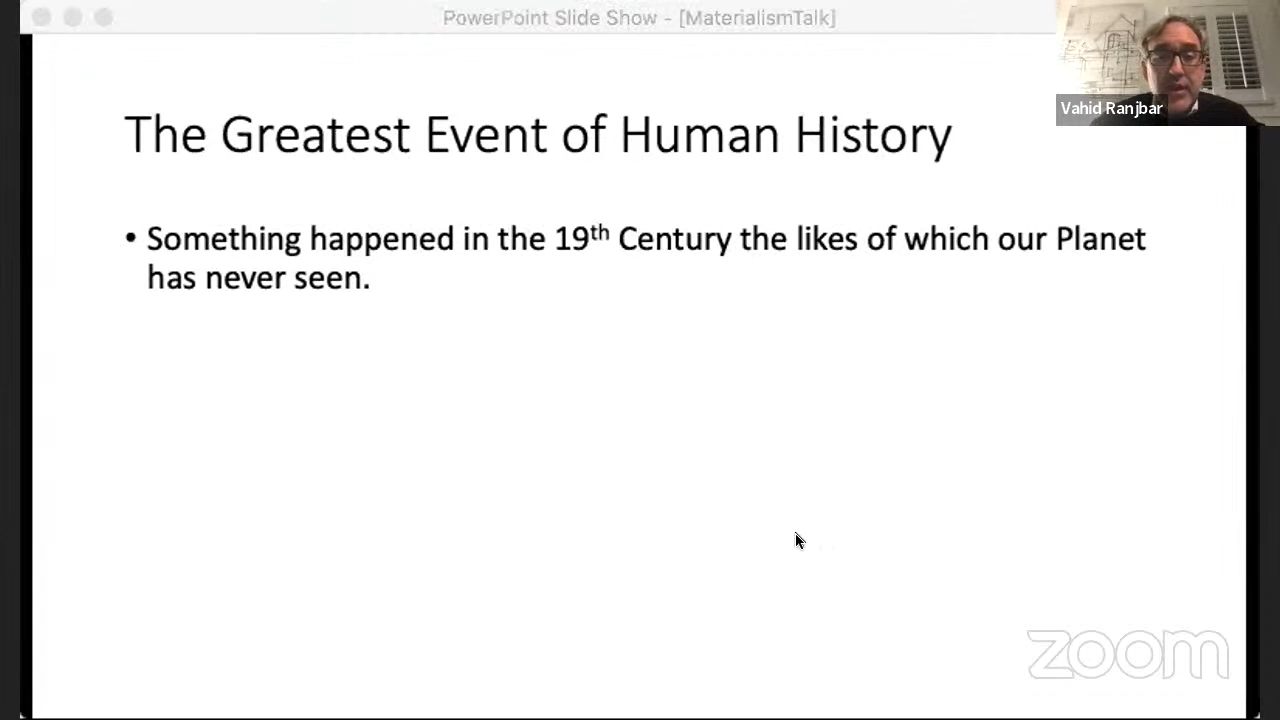 PowerPoint Slide Show - [MaterialismTalk]
Vahid Ranjbar
The Greatest Event of Human History
• Something happened in the 19th Century the likes of which our Planet
has never seen.
zoom